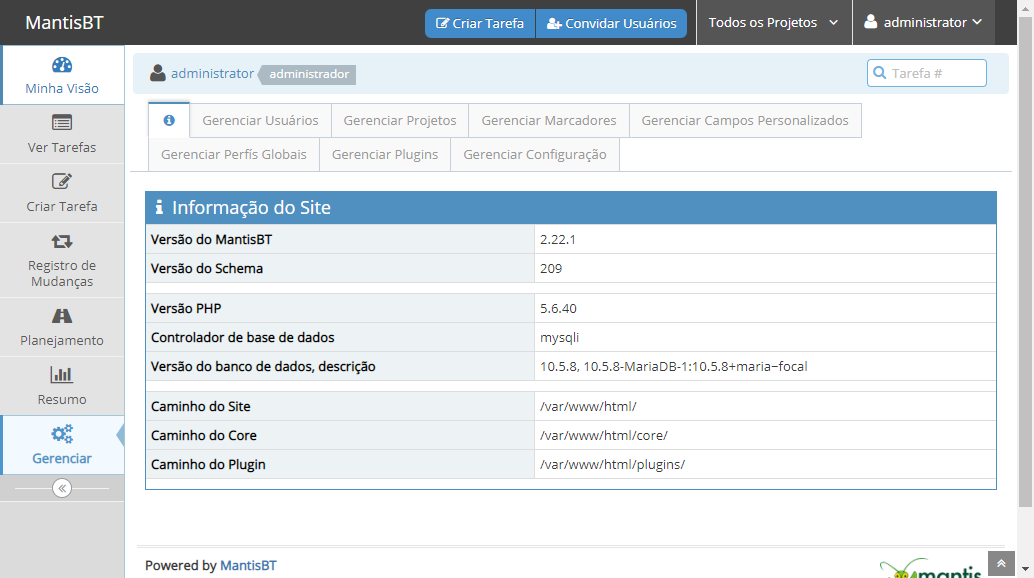 MantisBT
Criar Tarefa Convidar Usuários Todos os Projetos administrator
Minha Visão
Ver Tarefas
Criar Tarefa
Registro de
Mudanças
Planejamento
Resumo
Gerenciar
administrator administrador Tarefa #
Gerenciar Usuários Gerenciar Projetos Gerenciar Marcadores Gerenciar Campos Personalizados
Gerenciar Perfís Globais Gerenciar Plugins Gerenciar Configuração
Informação do Site
Versão do MantisBT 2.22.1
Versão do Schema 209
Versão PHP 5.6.40
Controlador de base de dados mysqli
Versão do banco de dados, descrição 10.5.8, 10.5.8-MariaDB-1:10.5.8+maria~focal
Caminho do Site /var/www/html/
Caminho do Core /var/www/html/core/
Caminho do Plugin /var/www/html/plugins/
Powered by MantisBT
mantis